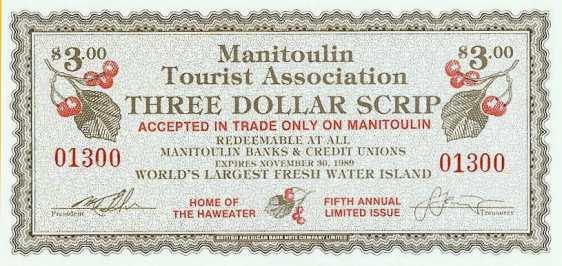 $3.00 Manitoulin $3.00
Tourist Association
THREE DOLLAR SCRIP
ACCEPTED IN TRADE ONLY ON MANITOULIN
REDEEMABLE AT ALL
01300 MANITOULIN BANKS & CREDIT UNIONS 01300
EXPIRES NOVEMBER 30, 1989
WORLD'S LARGEST FRESH WATER ISLAND
HOME OF THE HAWEATER
FIFTH ANNUAL LIMITED ISSUE
President
Treasurer
BRITISH AMERICAN BANK NOTE COMPANY LIMITED